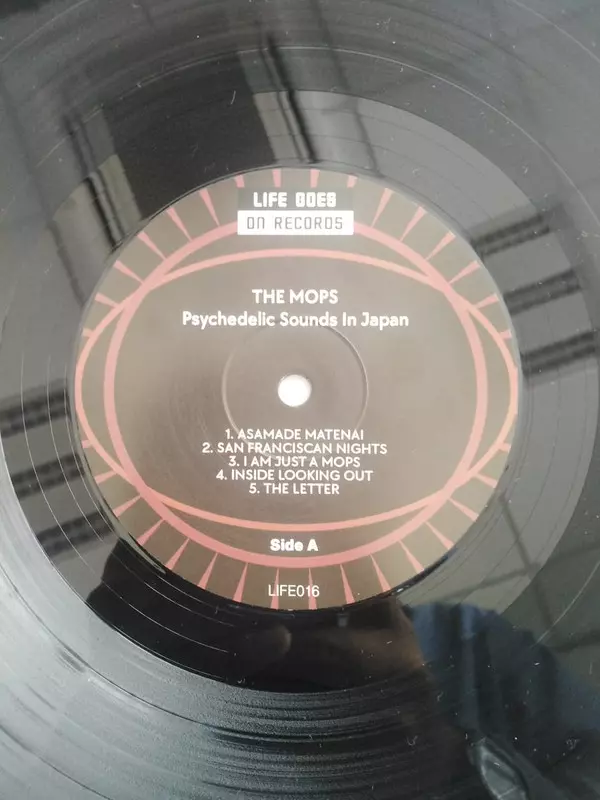 LIFE GOES
ON RECORDS
THE MOPS
Psychedelic Sounds In Japan
1. ASAMADE MATENAI
2. SAN FRANCISCAN NIGHTS
3. I AM JUST A MOPS
4. INSIDE LOOKING OUT
5. THE LETTER
Side A
LIFE016